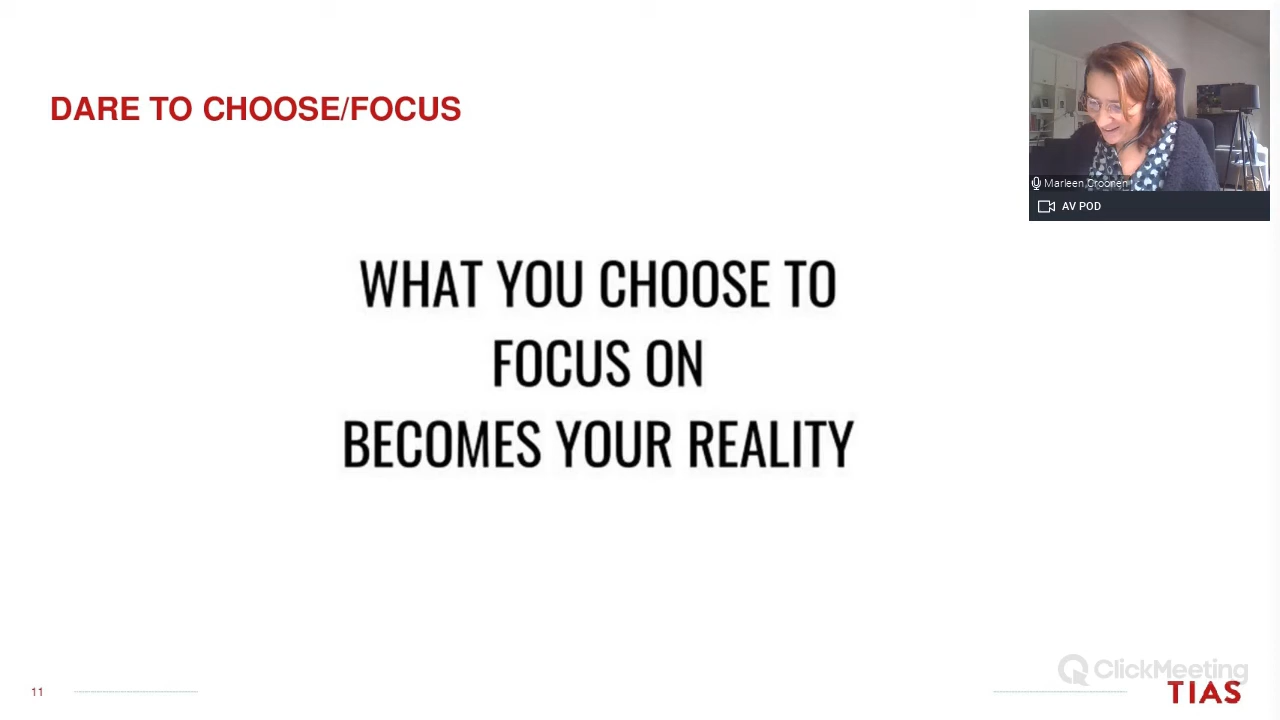 DARE TO CHOOSE/FOCUS
Marleen Croonen
AV POD
WHAT YOU CHOOSE TO
FOCUS ON
BECOMES YOUR REALITY
ClickMeeting
11
TIAS